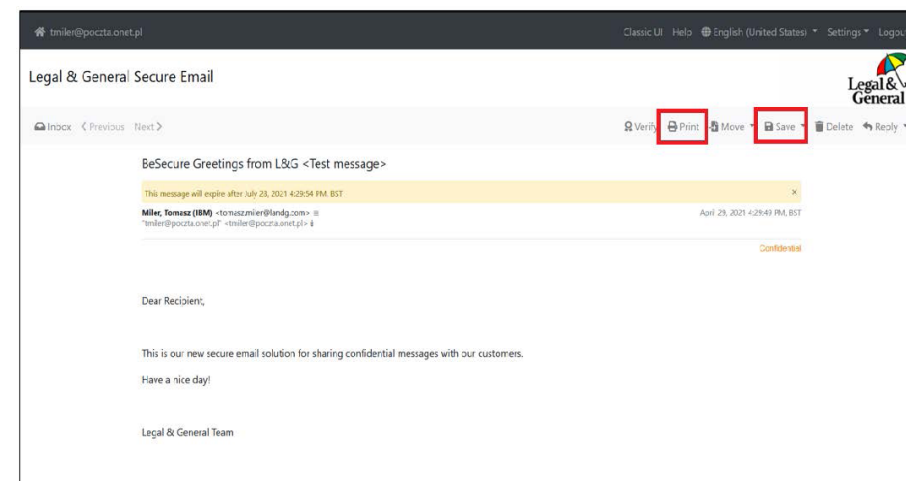 tmiler@poczta.onet.pl Classic UI Help English (United States) Settings Logout
Legal & General Secure Email
Legal &
General
Inbox Previous Next Verify Print Move Save Delete Reply
BeSecure Greetings from L&G <Test message>
This message will expire after July 28, 2021 4:29:54 PM, BST ×
Miler, Tomasz (IBM) <tomasz.miler@landg.com> April 29, 2021 4:29:49 PM, BST
"tmiler@poczta.onet.pl" <tmiler@poczta.onet.pl>
Confidential
Dear Recipient,
This is our new secure email solution for sharing confidential messages with our customers.
Have a nice day!
Legal & General Team